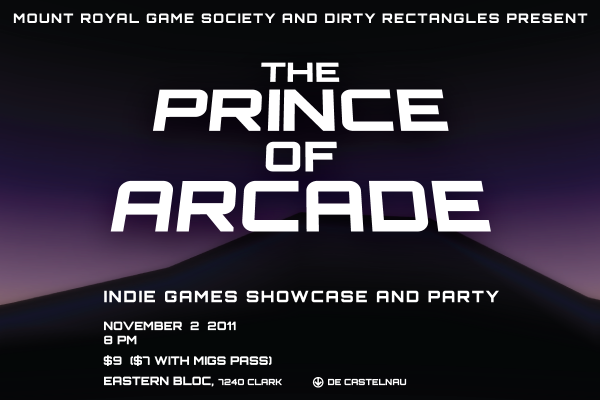 MOUNT ROYAL GAME SOCIETY AND DIRTY RECTANGLES PRESENT
THE
PRINCE
OF
ARCADE
INDIE GAMES SHOWCASE AND PARTY
NOVEMBER 2 2011
8 PM
$9 ($7 WITH MIGS PASS)
EASTERN BLOC, 7240 CLARK DE CASTELNAU